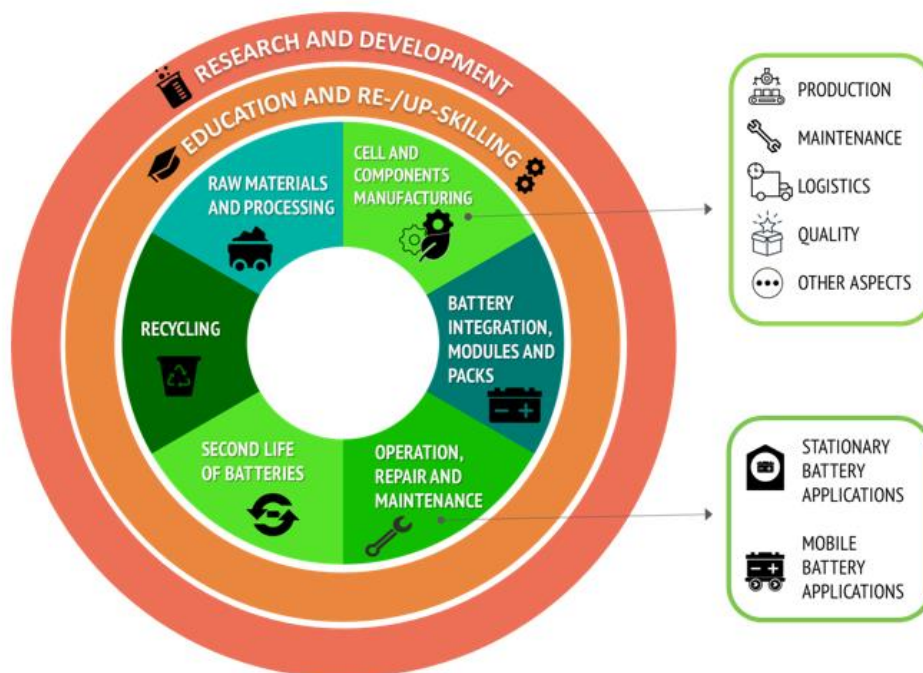 RESEARCH AND DEVELOPMENT
EDUCATION AND RE-/UP-SKILLING
RAW MATERIALS
AND PROCESSING
CELL AND
COMPONENTS
MANUFACTURING
BATTERY
INTEGRATION,
MODULES AND
PACKS
OPERATION,
REPAIR AND
MAINTENANCE
SECOND LIFE
OF BATTERIES
RECYCLING
PRODUCTION
MAINTENANCE
LOGISTICS
QUALITY
OTHER ASPECTS
STATIONARY
BATTERY
APPLICATIONS
MOBILE
BATTERY
APPLICATIONS